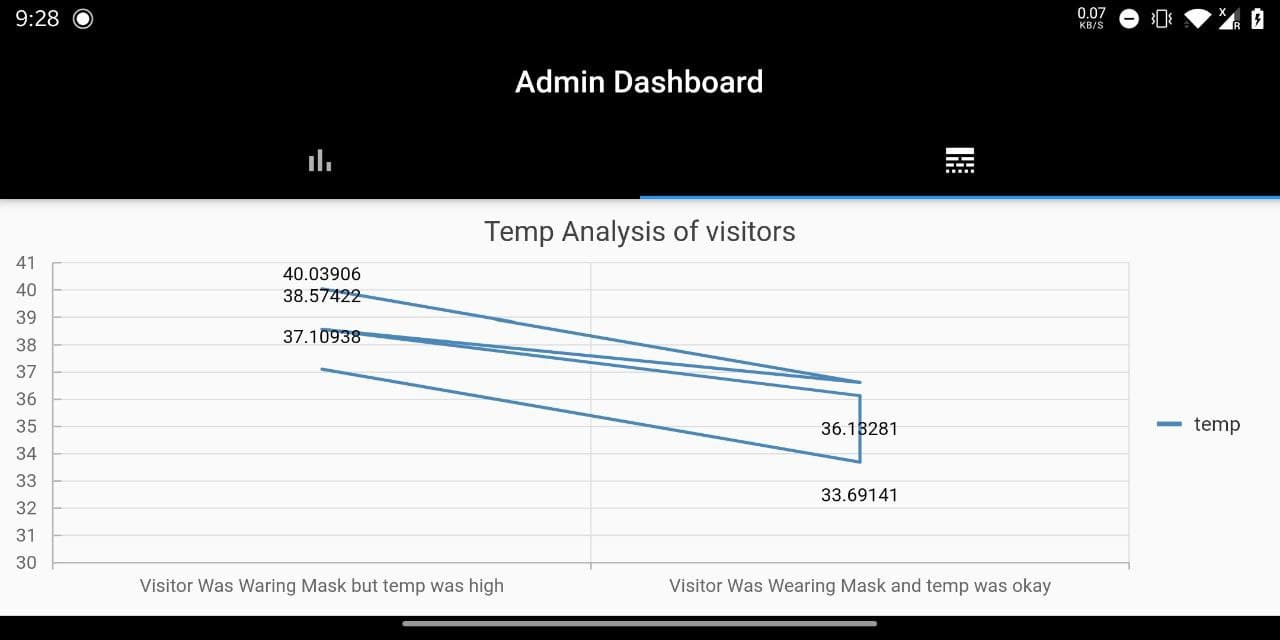 9:28
0.07
KB/S
X
R
Admin Dashboard
Temp Analysis of visitors
41
40
39
38
37
36
35
34
33
32
31
30
40.03906
38.57422
37.10938
36.13281
33.69141
temp
Visitor Was Waring Mask but temp was high
Visitor Was Wearing Mask and temp was okay